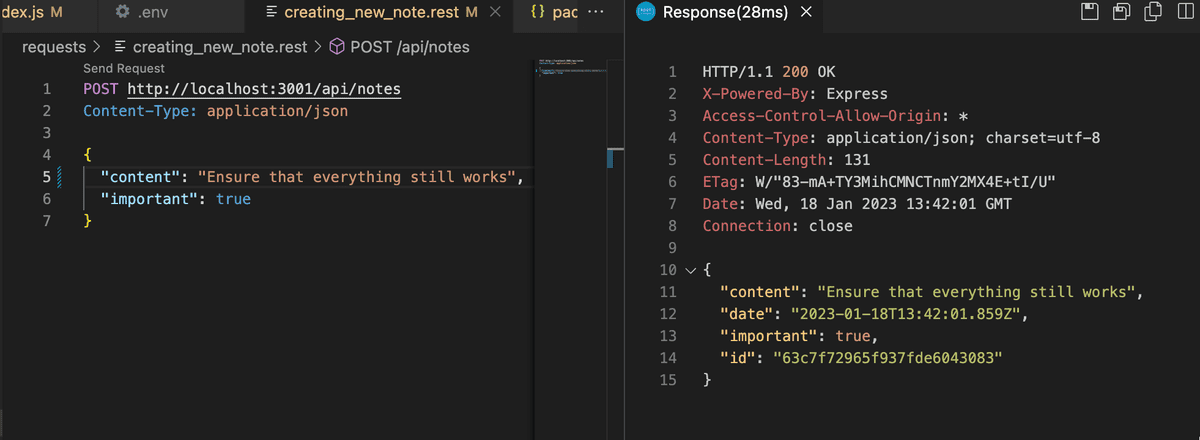 dex.js M
.env
creating_new_note.rest M
{} pac ...
requests > creating_new_note.rest > POST /api/notes
Send Request
1 POST http://localhost:3001/api/notes
2 Content-Type: application/json
3
4 {
5 "content": "Ensure that everything still works",
6 "important": true
7 }
Response(28ms) ×
1 HTTP/1.1 200 OK
2 X-Powered-By: Express
3 Access-Control-Allow-Origin: *
4 Content-Type: application/json; charset=utf-8
5 Content-Length: 131
6 ETag: W/"83-mA+TY3MihCMNCTnmY2MX4E+tI/U"
7 Date: Wed, 18 Jan 2023 13:42:01 GMT
8 Connection: close
9
10 {
11 "content": "Ensure that everything still works",
12 "date": "2023-01-18T13:42:01.859Z",
13 "important": true,
14 "id": "63c7f72965f937fde6043083"
15 }